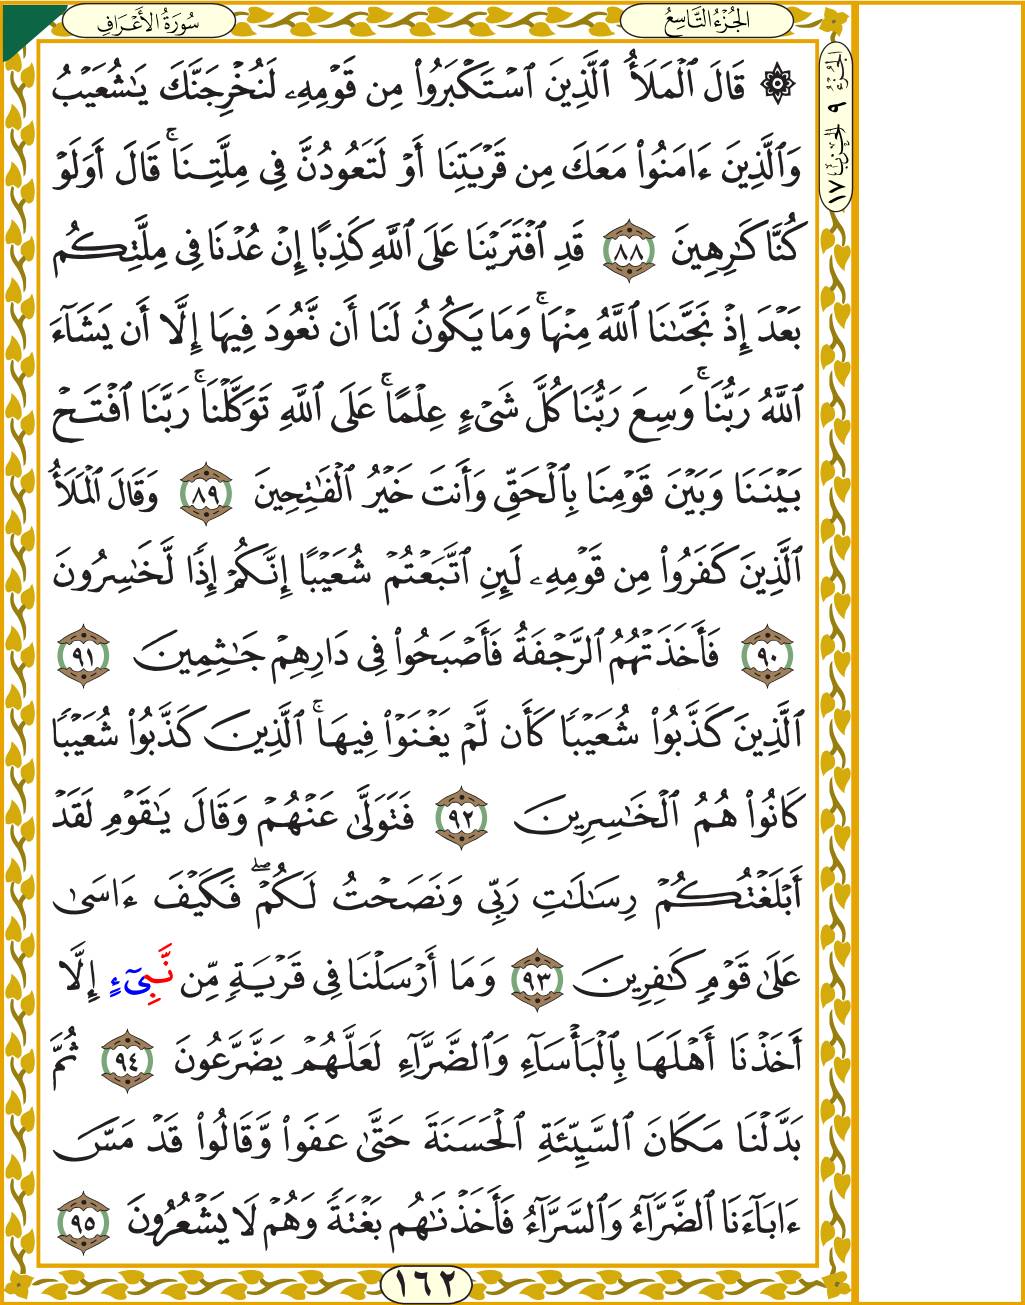 سُورَةُ الأَعْرَافِ
الجُزْءُ التَّاسِعُ
الجُزْءُ ٩ الحِزْبُ ١٧
۞ قَالَ ٱلْمَلَأُ ٱلَّذِينَ ٱسْتَكْبَرُوا۟ مِن قَوْمِهِۦ لَنُخْرِجَنَّكَ يَـٰشُعَيْبُ
وَٱلَّذِينَ ءَامَنُوا۟ مَعَكَ مِن قَرْيَتِنَا أَوْ لَتَعُودُنَّ فِى مِلَّتِنَا ۚ قَالَ أَوَلَوْ
كُنَّا كَـٰرِهِينَ ٨٨ قَدِ ٱفْتَرَيْنَا عَلَى ٱللَّهِ كَذِبًا إِنْ عُدْنَا فِى مِلَّتِكُم
بَعْدَ إِذْ نَجَّىٰنَا ٱللَّهُ مِنْهَا ۚ وَمَا يَكُونُ لَنَا أَن نَّعُودَ فِيهَا إِلَّا أَن يَشَآءَ
ٱللَّهُ رَبُّنَا ۚ وَسِعَ رَبُّنَا كُلَّ شَىْءٍ عِلْمًا ۚ عَلَى ٱللَّهِ تَوَكَّلْنَا ۚ رَبَّنَا ٱفْتَحْ
بَيْنَنَا وَبَيْنَ قَوْمِنَا بِٱلْحَقِّ وَأَنتَ خَيْرُ ٱلْفَـٰتِحِينَ ٨٩ وَقَالَ ٱلْمَلَأُ
ٱلَّذِينَ كَفَرُوا۟ مِن قَوْمِهِۦ لَئِنِ ٱتَّبَعْتُمْ شُعَيْبًا إِنَّكُمْ إِذًا لَّخَـٰسِرُونَ
٩٠ فَأَخَذَتْهُمُ ٱلرَّجْفَةُ فَأَصْبَحُوا۟ فِى دَارِهِمْ جَـٰثِمِينَ ٩١
ٱلَّذِينَ كَذَّبُوا۟ شُعَيْبًا كَأَن لَّمْ يَغْنَوْا۟ فِيهَا ۚ ٱلَّذِينَ كَذَّبُوا۟ شُعَيْبًا
كَانُوا۟ هُمُ ٱلْخَـٰسِرِينَ ٩٢ فَتَوَلَّىٰ عَنْهُمْ وَقَالَ يَـٰقَوْمِ لَقَدْ
أَبْلَغْتُكُمْ رِسَـٰلَـٰتِ رَبِّى وَنَصَحْتُ لَكُمْ ۖ فَكَيْفَ ءَاسَىٰ
عَلَىٰ قَوْمٍ كَـٰفِرِينَ ٩٣ وَمَا أَرْسَلْنَا فِى قَرْيَةٍ مِّن نَّبِىٓءٍ إِلَّا
أَخَذْنَا أَهْلَهَا بِٱلْبَأْسَآءِ وَٱلضَّرَّآءِ لَعَلَّهُمْ يَضَّرَّعُونَ ٩٤ ثُمَّ
بَدَّلْنَا مَكَانَ ٱلسَّيِّئَةِ ٱلْحَسَنَةَ حَتَّىٰ عَفَوا۟ وَّقَالُوا۟ قَدْ مَسَّ
ءَابَآءَنَا ٱلضَّرَّآءُ وَٱلسَّرَّآءُ فَأَخَذْنَـٰهُم بَغْتَةً وَهُمْ لَا يَشْعُرُونَ ٩٥
١٦٢